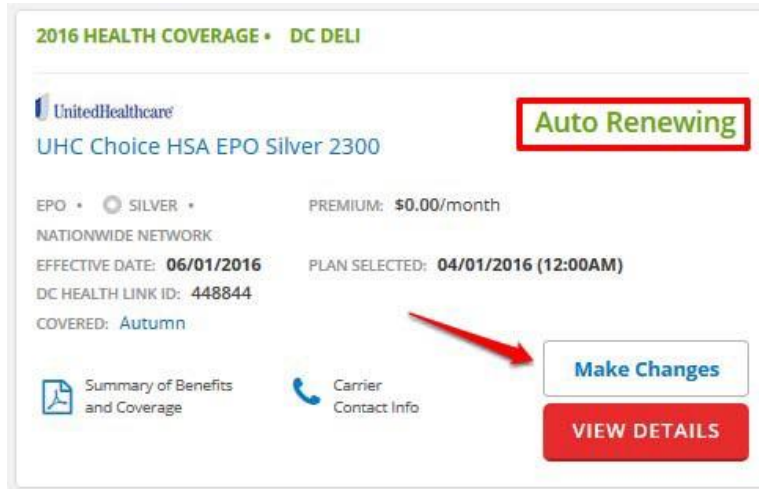 2016 HEALTH COVERAGE • DC DELI
UnitedHealthcare
Auto Renewing
UHC Choice HSA EPO Silver 2300
EPO • SILVER • PREMIUM: $0.00/month
NATIONWIDE NETWORK
EFFECTIVE DATE: 06/01/2016 PLAN SELECTED: 04/01/2016 (12:00AM)
DC HEALTH LINK ID: 448844
COVERED: Autumn
Make Changes
Summary of Benefits
and Coverage
Carrier
Contact Info
VIEW DETAILS